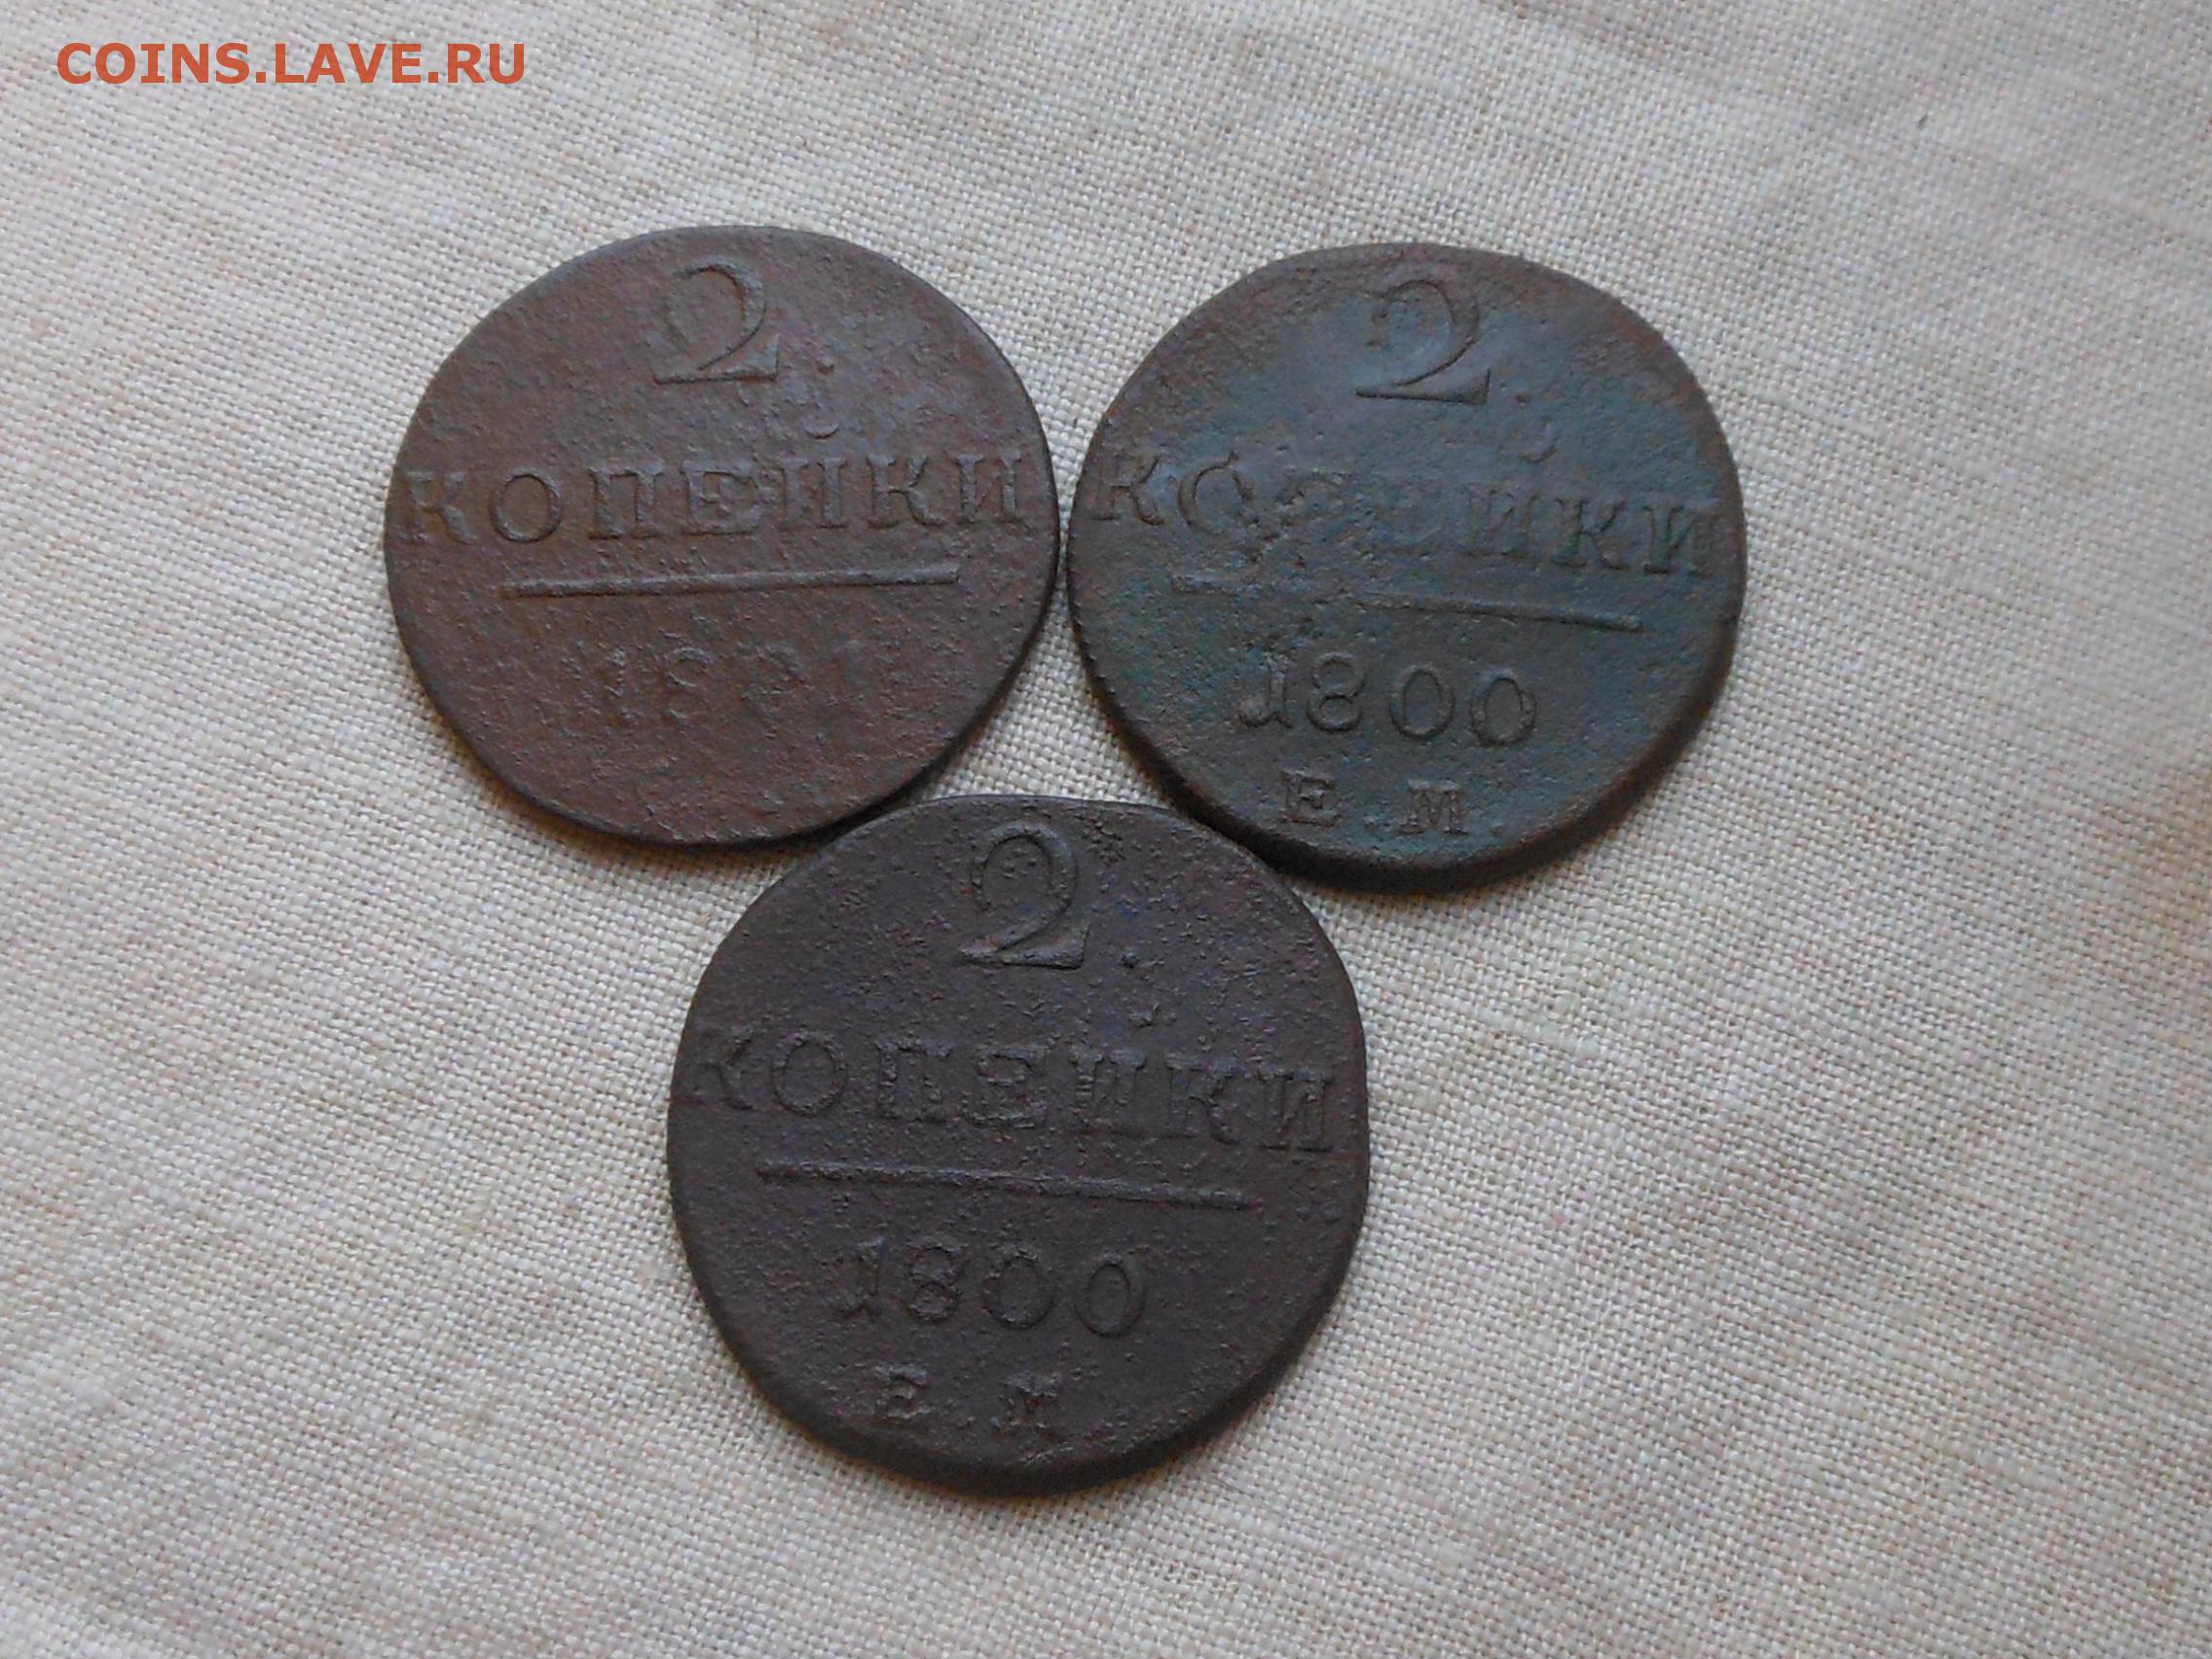 COINS.LAVE.RU
2.
КОПЕЙКИ
2.
КОПЕЙКИ
1800
Е.М.
2.
КОПЕЙКИ
1800
Е.М